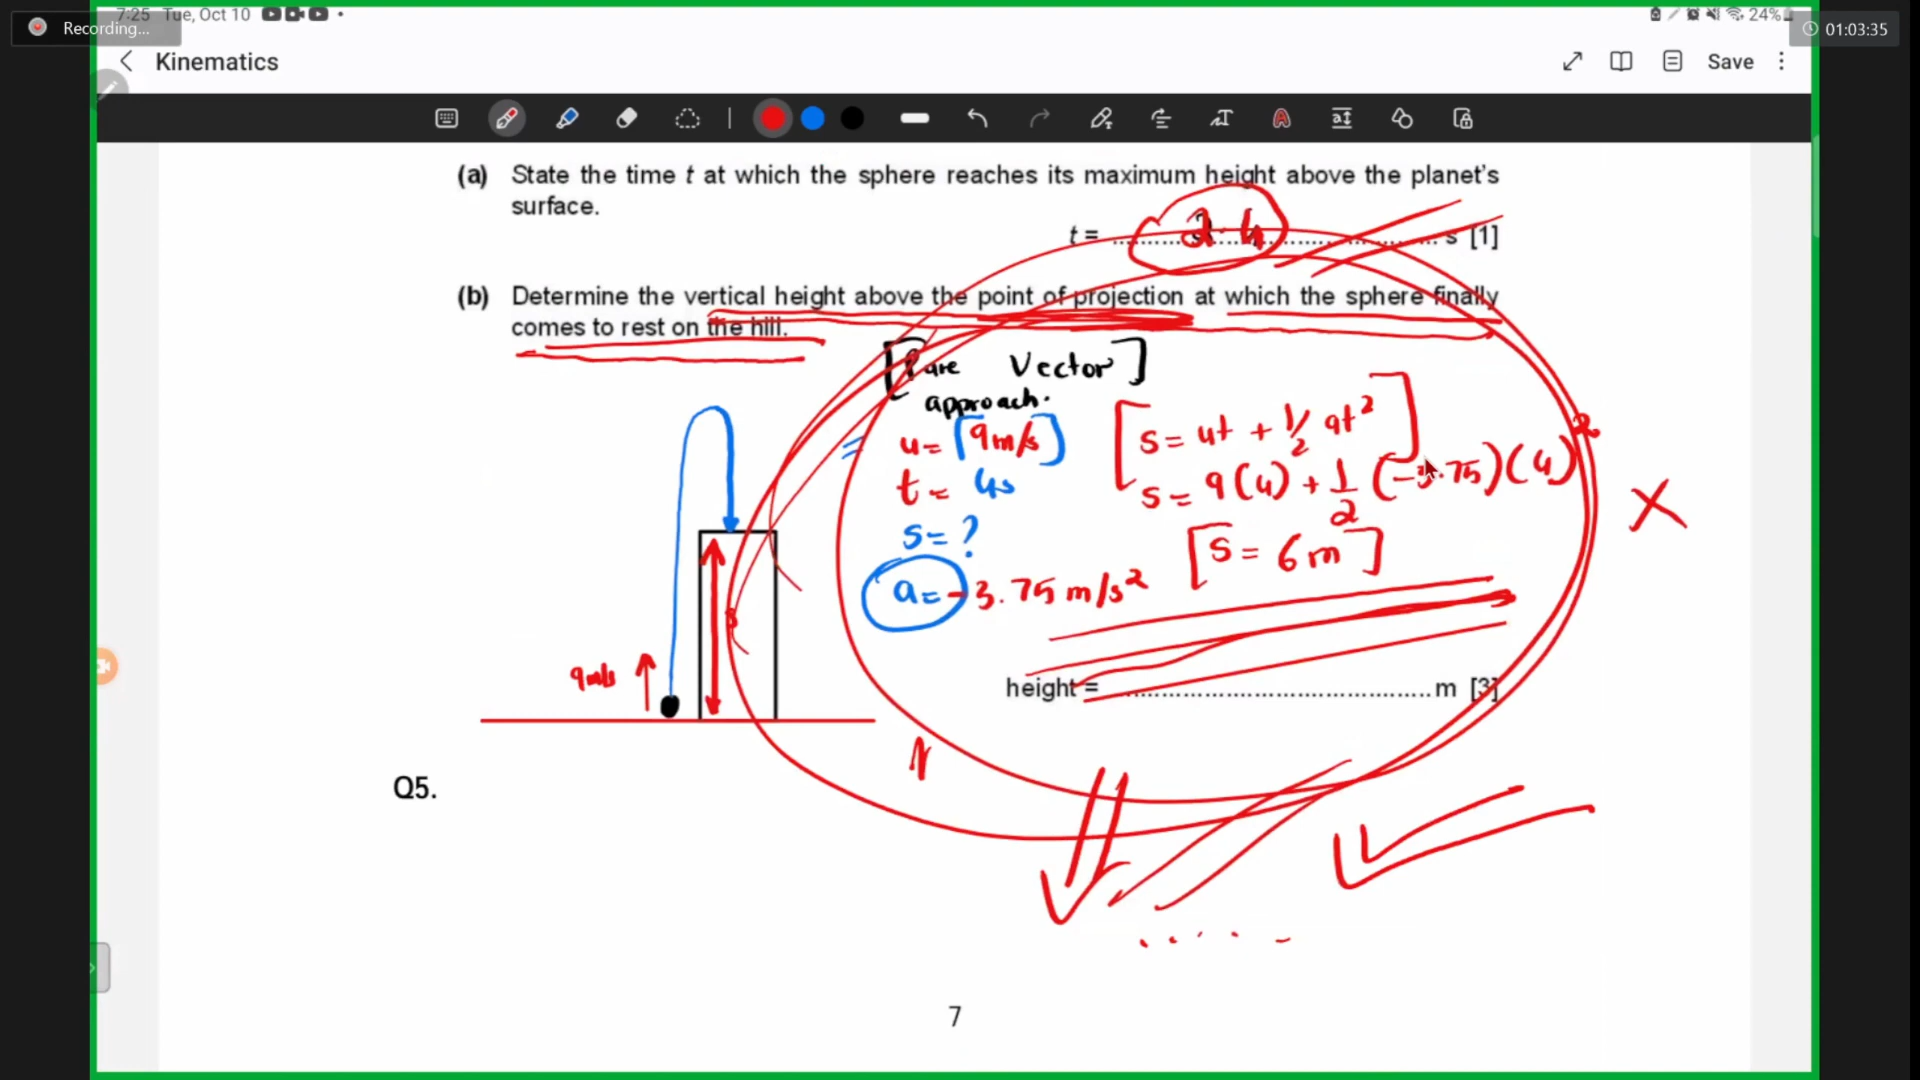 7:25 Tue, Oct 10
24%
Recording...
01:03:35
Kinematics
Save
(a) State the time t at which the sphere reaches its maximum height above the planet's
surface.
t = 2.4 s [1]
(b) Determine the vertical height above the point of projection at which the sphere finally
comes to rest on the hill.
[Pure Vector]
approach.
u = [9m/s]
t = 4s
s = ?
a = -3.75 m/s²
[s = ut + 1/2 at²]
s = 9(4) + 1/2 (-3.75)(4)²
[s = 6m]
9m/s
s
height = m [3]
Q5.
7